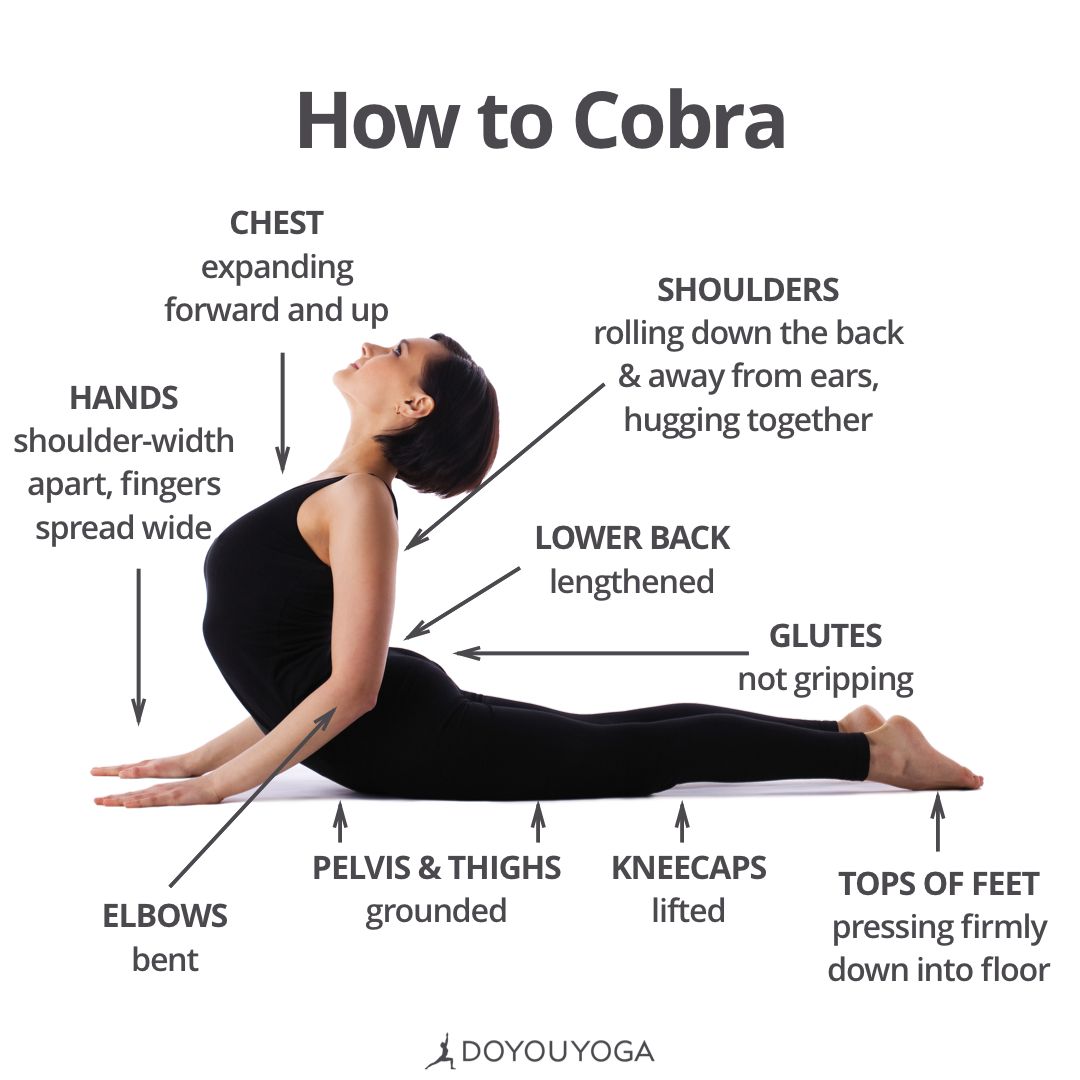 How to Cobra
CHEST
expanding
forward and up
SHOULDERS
rolling down the back
& away from ears,
hugging together
HANDS
shoulder-width
apart, fingers
spread wide
LOWER BACK
lengthened
GLUTES
not gripping
PELVIS & THIGHS
grounded
KNEECAPS
lifted
TOPS OF FEET
pressing firmly
down into floor
ELBOWS
bent
DOYOUYOGA